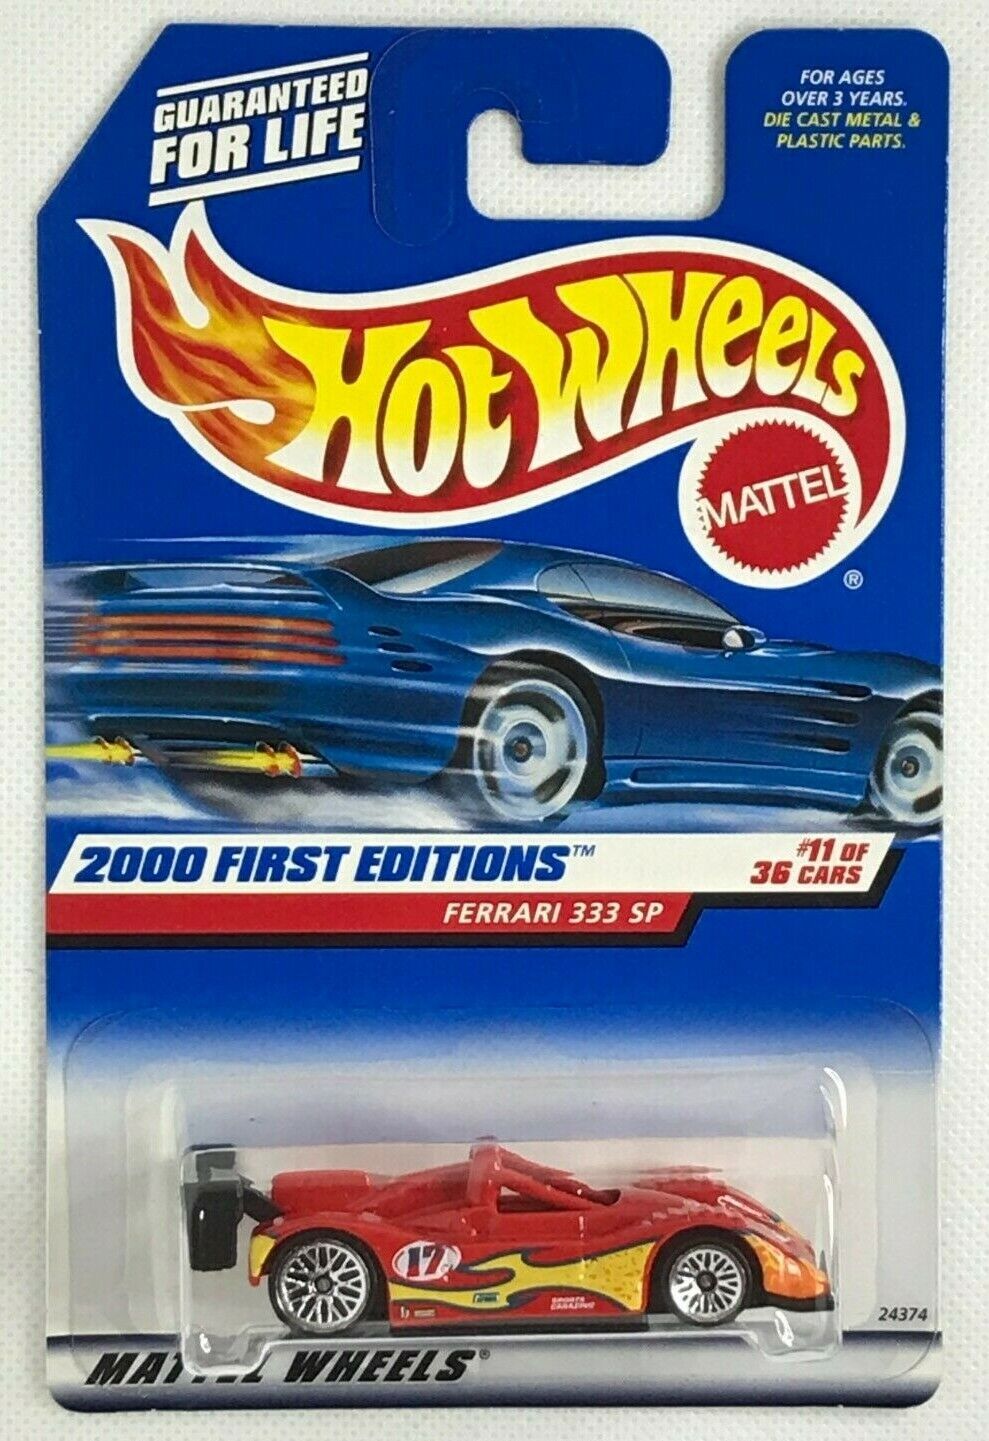 GUARANTEED
FOR LIFE
FOR AGES
OVER 3 YEARS.
DIE CAST METAL &
PLASTIC PARTS.
HOT WHEELS
MATTEL
®
2000 FIRST EDITIONS™
#11 OF
36 CARS
FERRARI 333 SP
17
24374
MATTEL WHEELS®